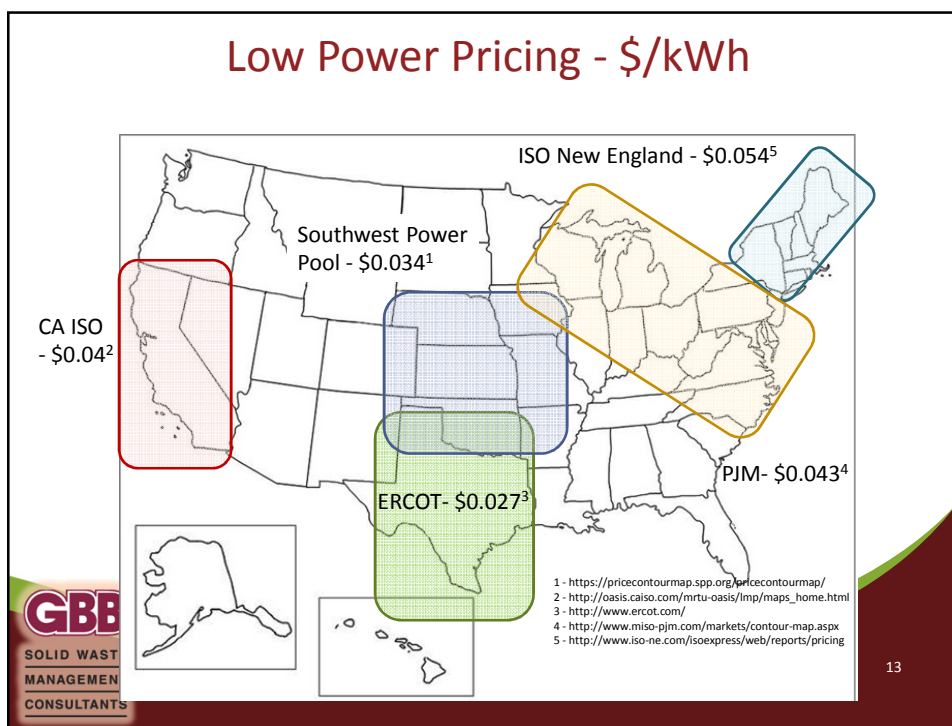 Low Power Pricing - $/kWh
ISO New England - $0.054⁵
Southwest Power
Pool - $0.034¹
CA ISO
- $0.04²
PJM- $0.043⁴
ERCOT- $0.027³
1 - https://pricecontourmap.spp.org/pricecontourmap/
2 - http://oasis.caiso.com/mrtu-oasis/lmp/maps_home.html
3 - http://www.ercot.com/
4 - http://www.miso-pjm.com/markets/contour-map.aspx
5 - http://www.iso-ne.com/isoexpress/web/reports/pricing
GBB
SOLID WAST
MANAGEMEN
CONSULTANTS
13